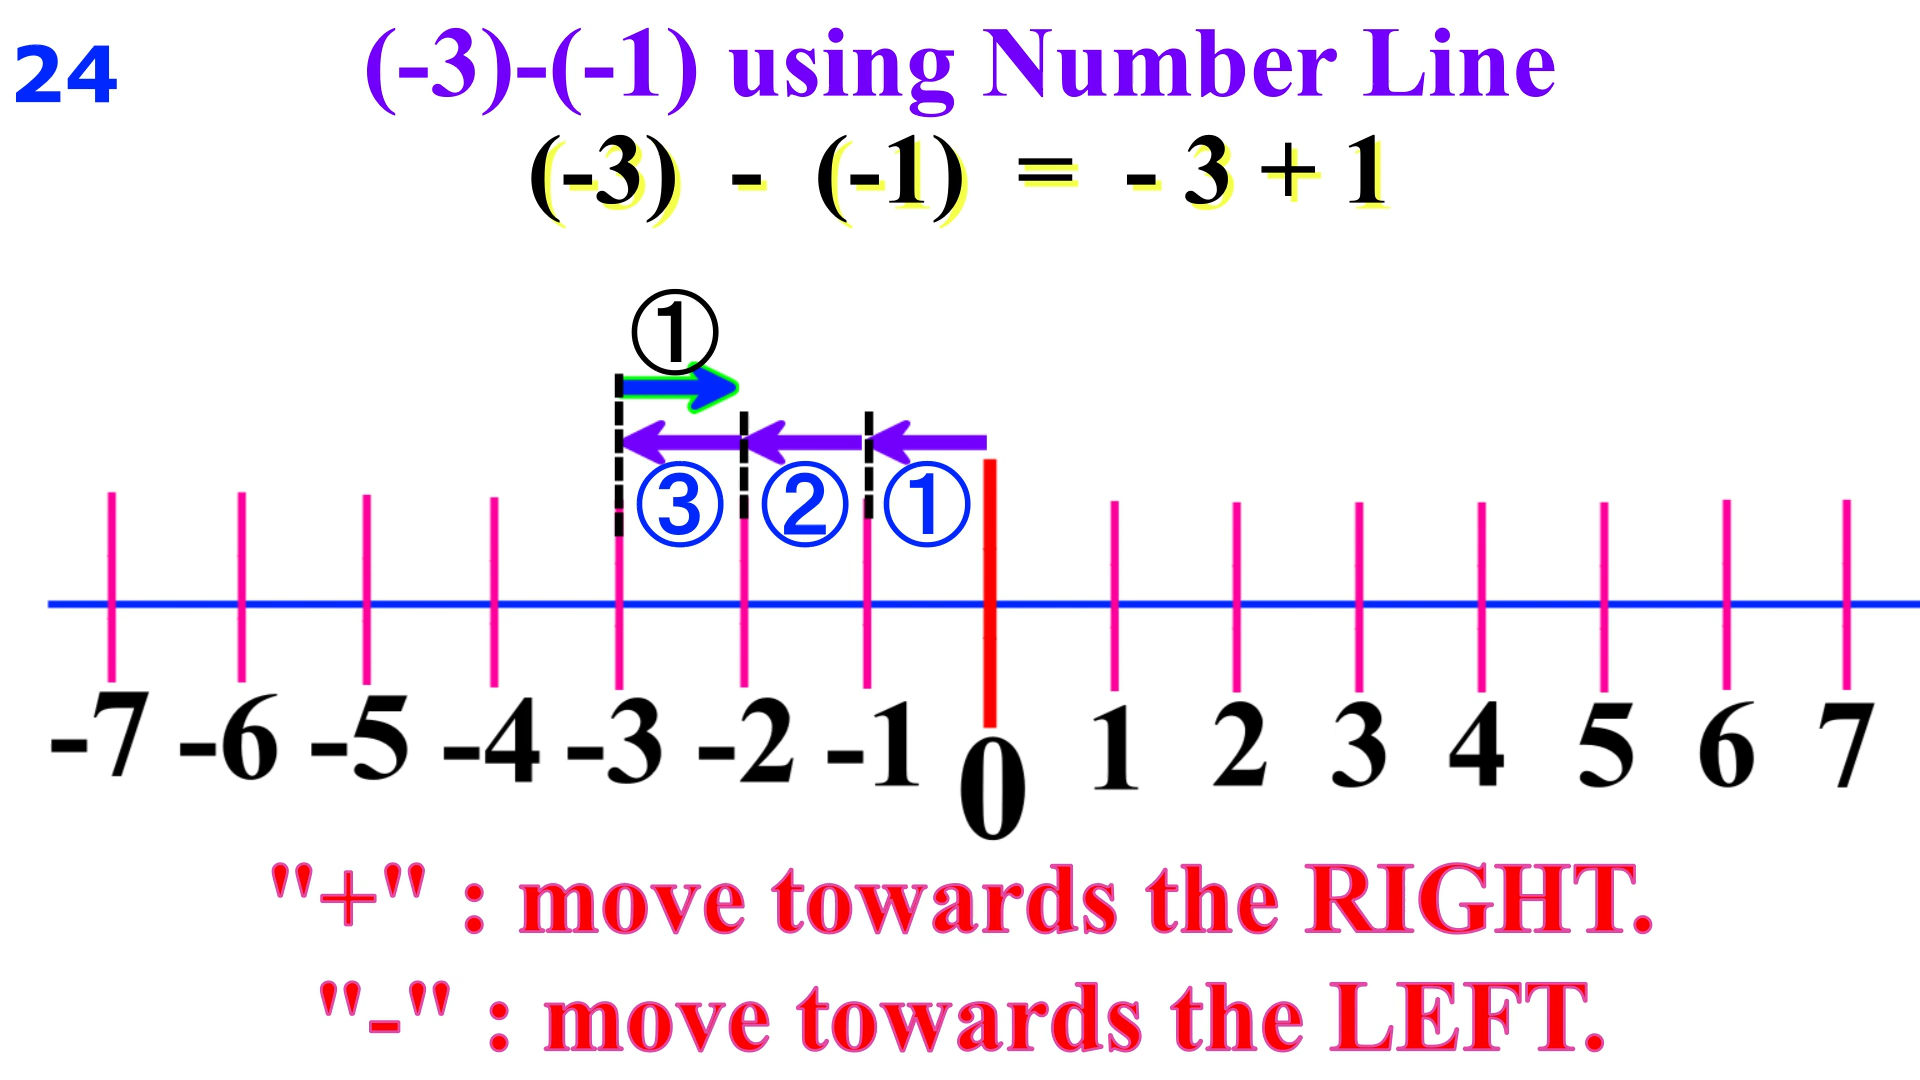 24
(-3)-(-1) using Number Line
(-3) - (-1) = - 3 + 1
①
③ ② ①
-7 -6 -5 -4 -3 -2 -1 0 1 2 3 4 5 6 7
"+" : move towards the RIGHT.
"-" : move towards the LEFT.